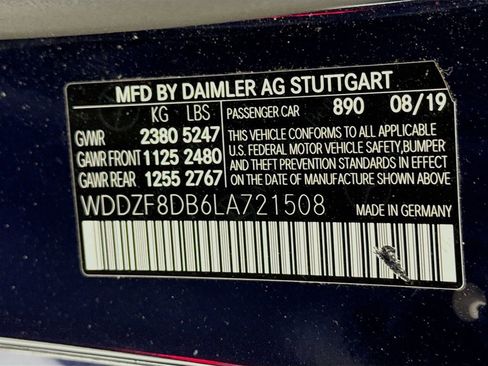 MFD BY DAIMLER AG STUTTGART
KG LBS PASSENGER CAR 890 08/19
GVWR 2380 5247
GAWR FRONT 1125 2480
GAWR REAR 1255 2767
THIS VEHICLE CONFORMS TO ALL APPLICABLE
U.S. FEDERAL MOTOR VEHICLE SAFETY, BUMPER
AND THEFT PREVENTION STANDARDS IN EFFECT
ON THE DATE OF MANUFACTURE SHOWN ABOVE.
WDDZF8DB6LA721508 MADE IN GERMANY